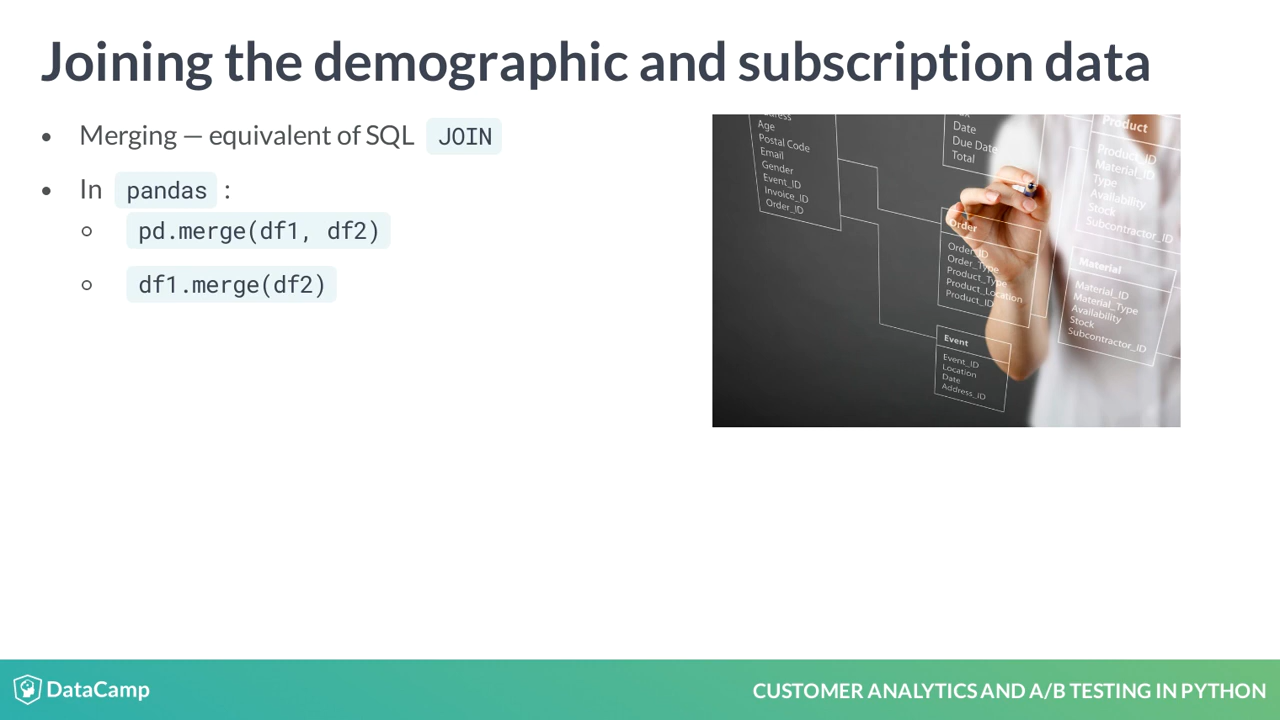 Joining the demographic and subscription data
Merging — equivalent of SQL JOIN
In pandas :
pd.merge(df1, df2)
df1.merge(df2)
Age
Postal Code
Email
Gender
Event_ID
Invoice_ID
Order_ID
Date
Due Date
Total
Product
Product_ID
Material_ID
Type
Availability
Stock
Subcontractor_ID
Order
Order_ID
Order_Type
Product_Type
Product_Location
Product_ID
Material
Material_ID
Material_Type
Availability
Stock
Subcontractor_ID
Event
Event_ID
Location
Date
Address_ID
DataCamp
CUSTOMER ANALYTICS AND A/B TESTING IN PYTHON